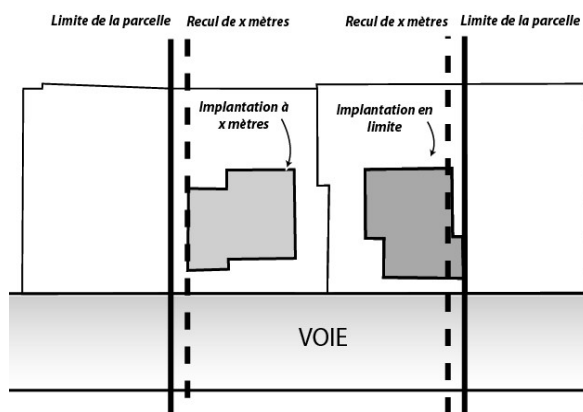 Limite de la parcelle
Recul de x mètres
Recul de x mètres
Limite de la parcelle
Implantation à
x mètres
Implantation en
limite
VOIE